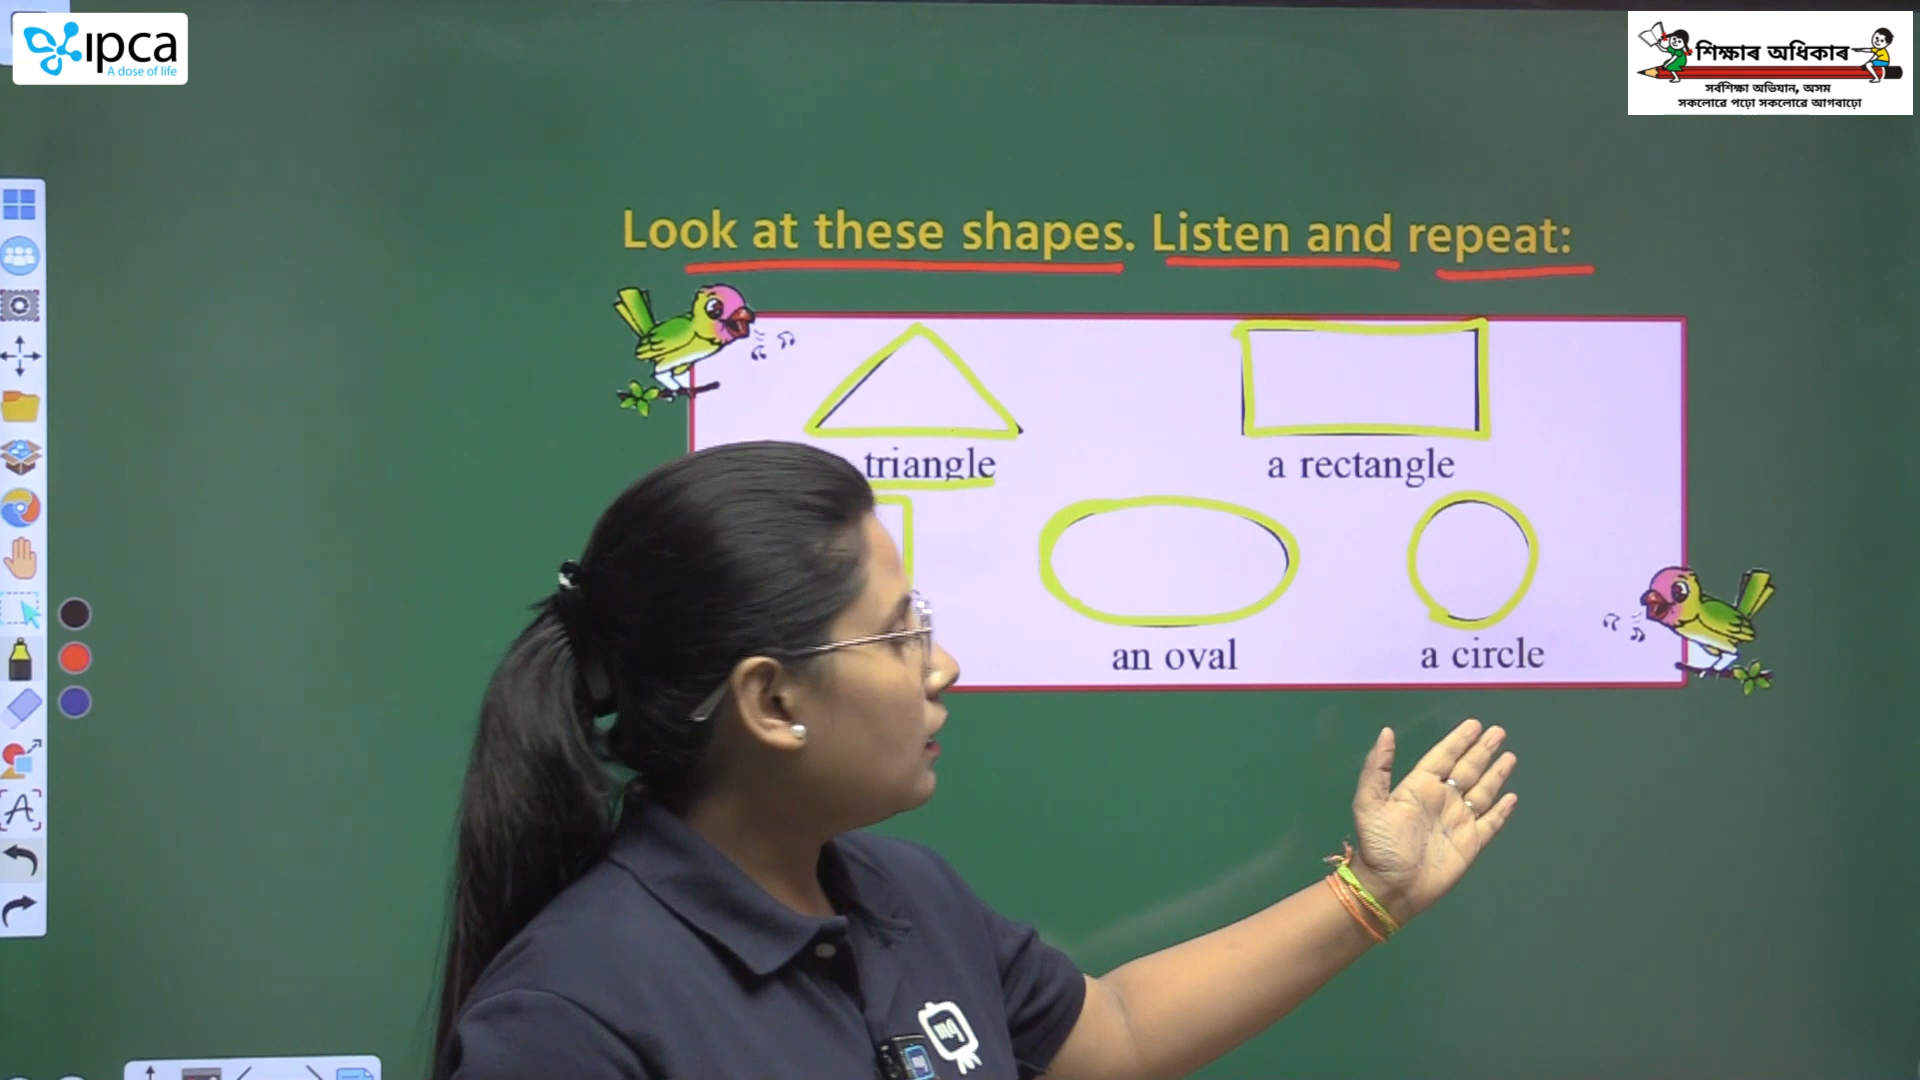 ipca
A dose of life
শিক্ষাৰ অধিকাৰ
সৰ্বশিক্ষা অভিযান, অসম
সকলোৱে পঢ়ো সকলোৱে আগবাঢ়ো
Look at these shapes. Listen and repeat:
triangle
a rectangle
an oval
a circle